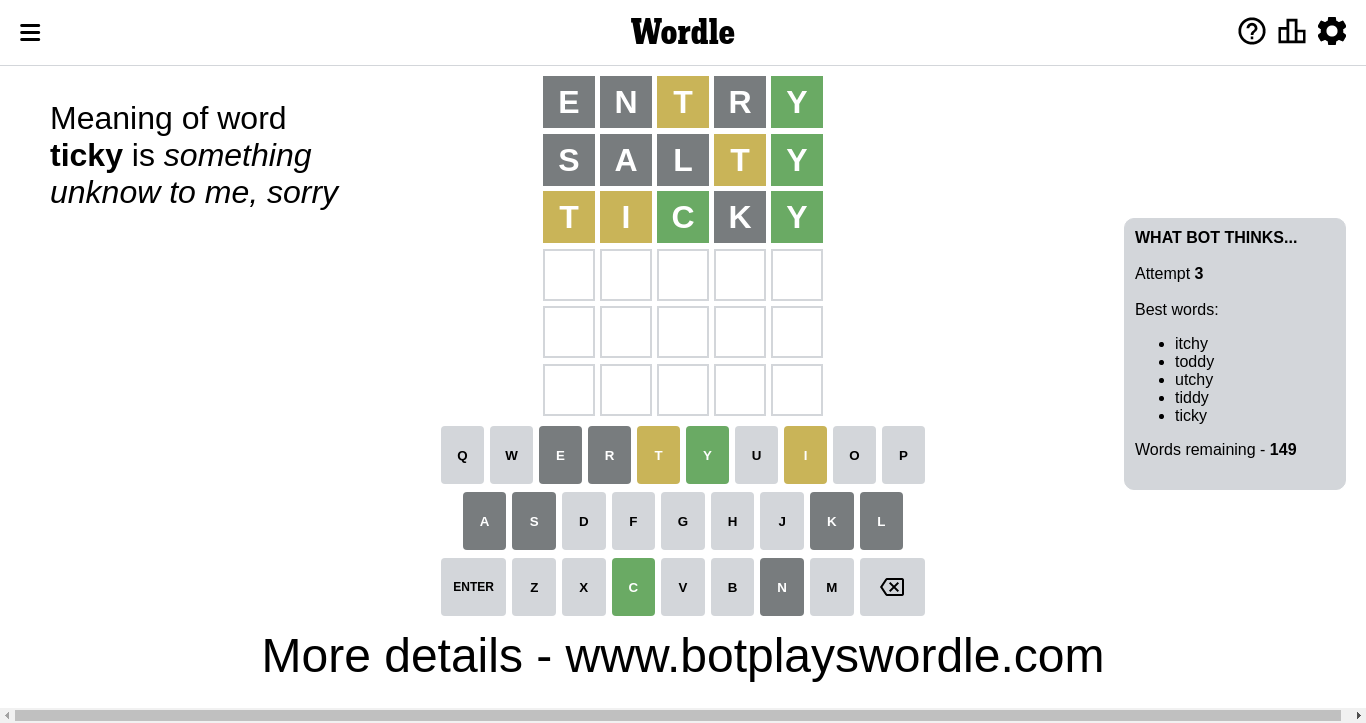 Wordle
Meaning of word
ticky is something
unknow to me, sorry
E N T R Y
S A L T Y
T I C K Y
WHAT BOT THINKS...
Attempt 3
Best words:
itchy
toddy
utchy
tiddy
ticky
Words remaining - 149
Q W E R T Y U I O P
A S D F G H J K L
ENTER Z X C V B N M
More details - www.botplayswordle.com